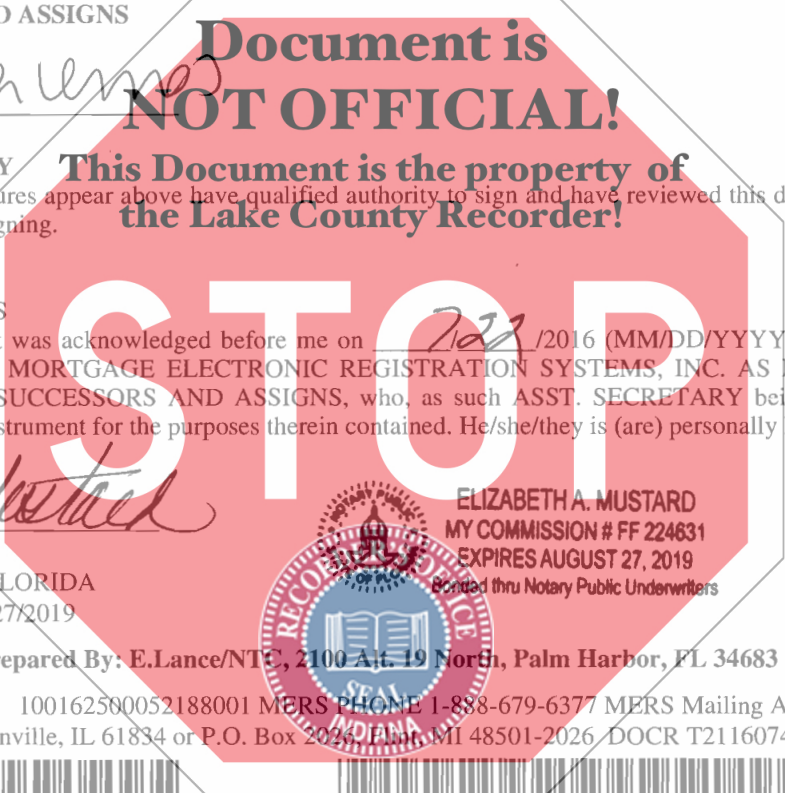 D ASSIGNS
Document is
NOT OFFICIAL!
This Document is the property of
the Lake County Recorder!
Y
ures appear above have qualified authority to sign and have reviewed this d
gning.
STOP
S
was acknowledged before me on 7.22 /2016 (MM/DD/YYYY
MORTGAGE ELECTRONIC REGISTRATION SYSTEMS, INC. AS
SUCCESSORS AND ASSIGNS, who, as such ASST. SECRETARY bei
strument for the purposes therein contained. He/she/they is (are) personally
NOTARY PUBLIC
ELIZABETH A. MUSTARD
MY COMMISSION # FF 224631
EXPIRES AUGUST 27, 2019
Bonded thru Notary Public Underwriters
RECORDER'S OFFICE
SEAL
INDIANA
LORIDA
27/2019
repared By: E.Lance/NTC, 2100 Alt. 19 North, Palm Harbor, FL 34683
100162500052188001 MERS PHONE 1-888-679-6377 MERS Mailing A
nville, IL 61834 or P.O. Box 2026, Flint, MI 48501-2026 DOCR T2116074